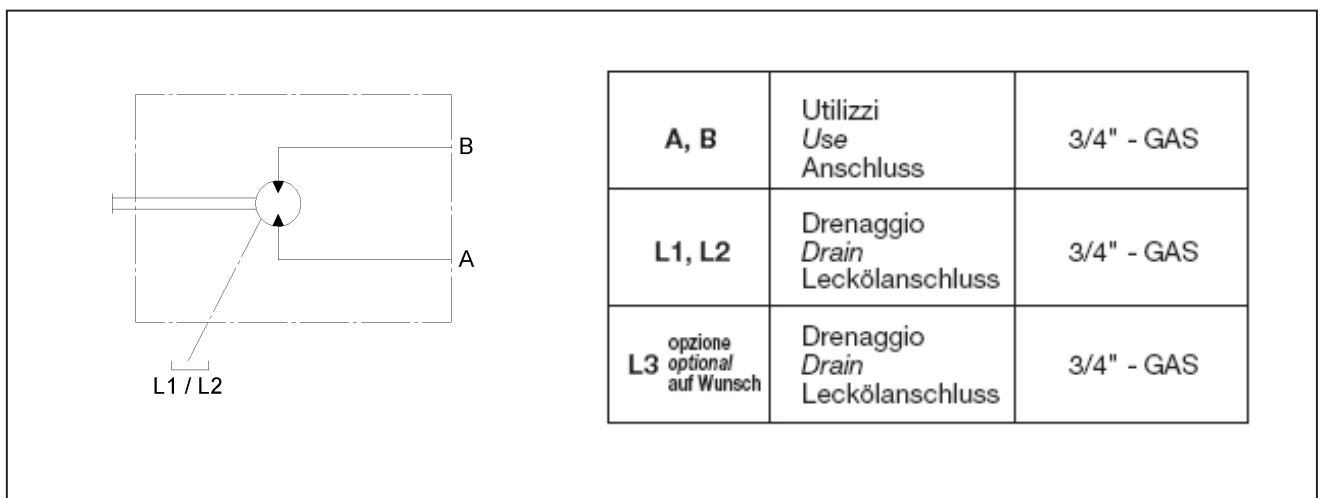 B
A
L1 / L2
A, B
Utilizzi
Use
Anschluss
3/4" - GAS
L1, L2
Drenaggio
Drain
Leckölanschluss
3/4" - GAS
L3 opzione
optional
auf Wunsch
Drenaggio
Drain
Leckölanschluss
3/4" - GAS